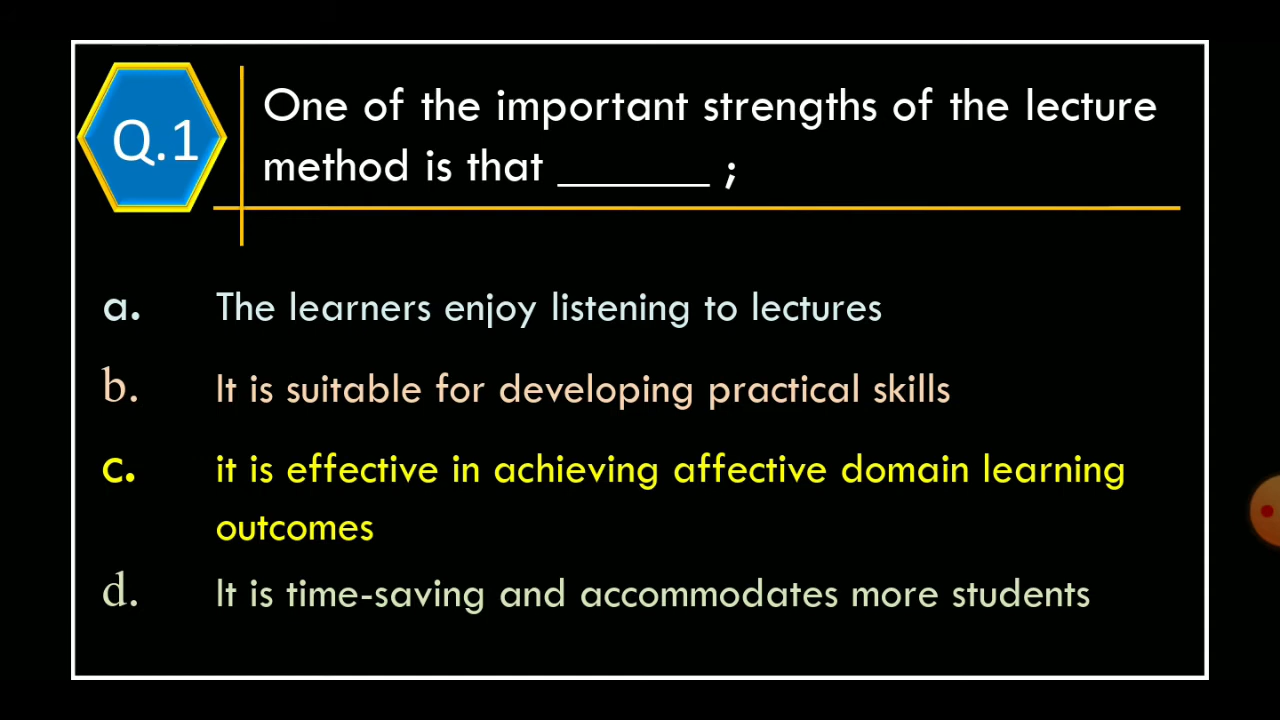 Q.1
One of the important strengths of the lecture
method is that _______ ;
a. The learners enjoy listening to lectures
b. It is suitable for developing practical skills
c. it is effective in achieving affective domain learning
outcomes
d. It is time-saving and accommodates more students